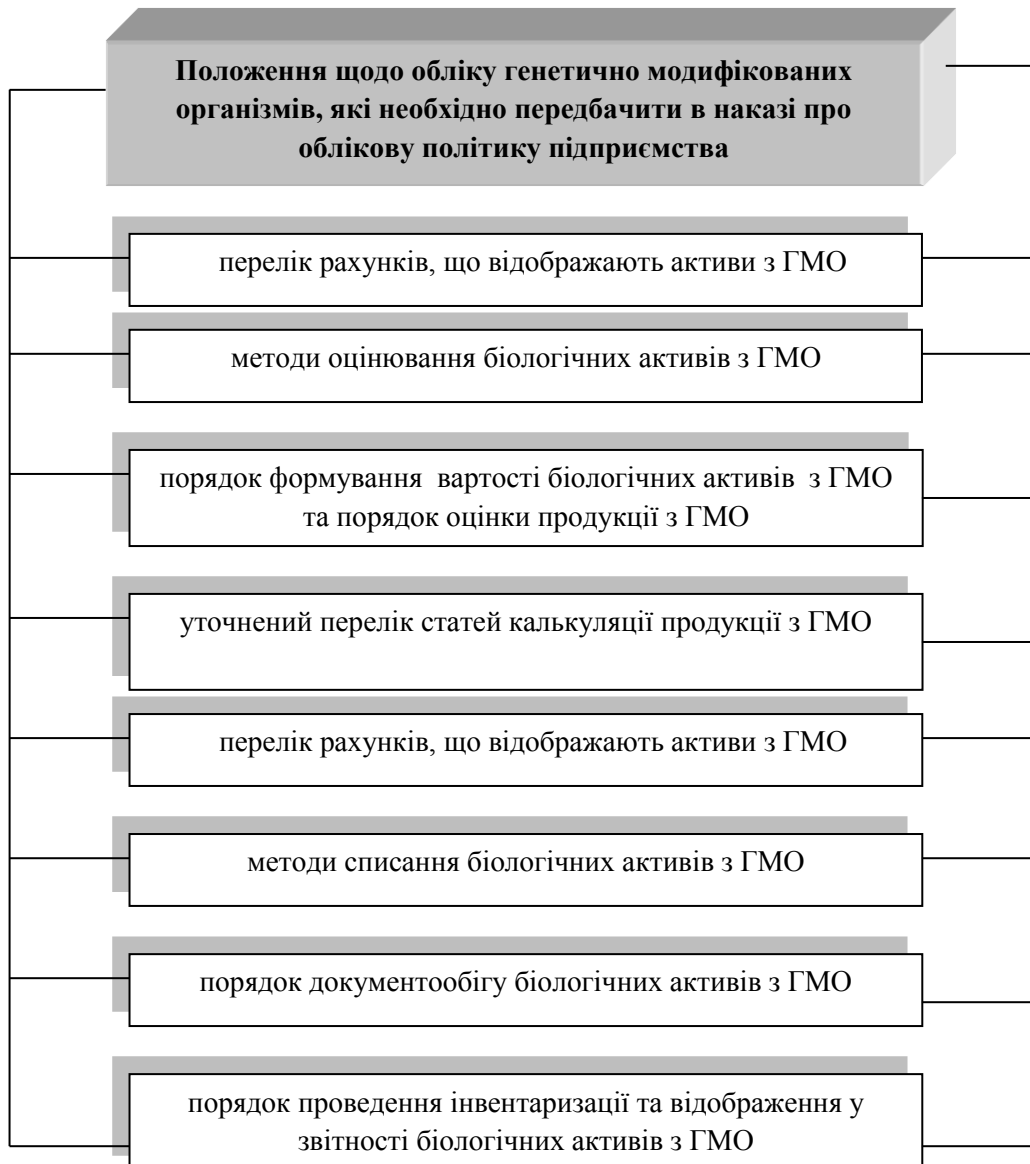 Положення щодо обліку генетично модифікованих
організмів, які необхідно передбачити в наказі про
облікову політику підприємства
перелік рахунків, що відображають активи з ГМО
методи оцінювання біологічних активів з ГМО
порядок формування вартості біологічних активів з ГМО
та порядок оцінки продукції з ГМО
уточнений перелік статей калькуляції продукції з ГМО
перелік рахунків, що відображають активи з ГМО
методи списання біологічних активів з ГМО
порядок документообігу біологічних активів з ГМО
порядок проведення інвентаризації та відображення у
звітності біологічних активів з ГМО